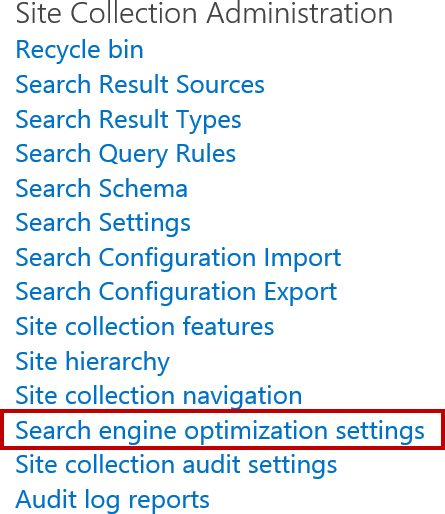 Site Collection Administration
Recycle bin
Search Result Sources
Search Result Types
Search Query Rules
Search Schema
Search Settings
Search Configuration Import
Search Configuration Export
Site collection features
Site hierarchy
Site collection navigation
Search engine optimization settings
Site collection audit settings
Audit log reports